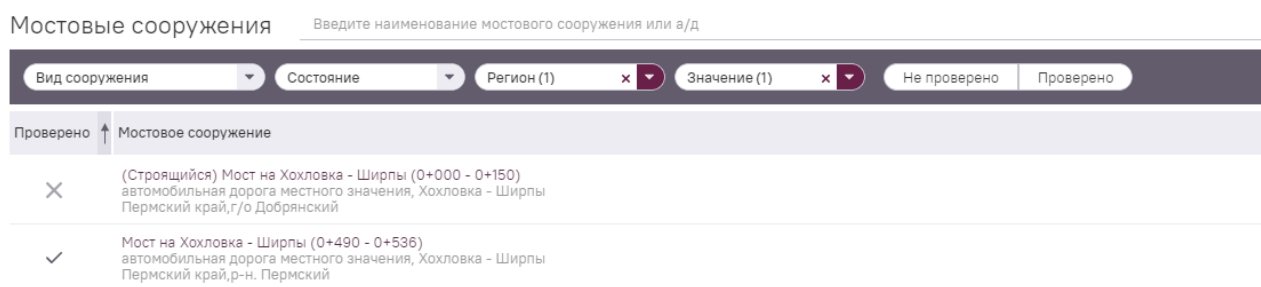 Мостовые сооружения Введите наименование мостового сооружения или а/д
Вид сооружения Состояние Регион (1) Значение (1) Не проверено Проверено
Проверено Мостовое сооружение
(Строящийся) Мост на Хохловка - Ширпы (0+000 - 0+150)
автомобильная дорога местного значения, Хохловка - Ширпы
Пермский край,г/о Добрянский
Мост на Хохловка - Ширпы (0+490 - 0+536)
автомобильная дорога местного значения, Хохловка - Ширпы
Пермский край,р-н. Пермский